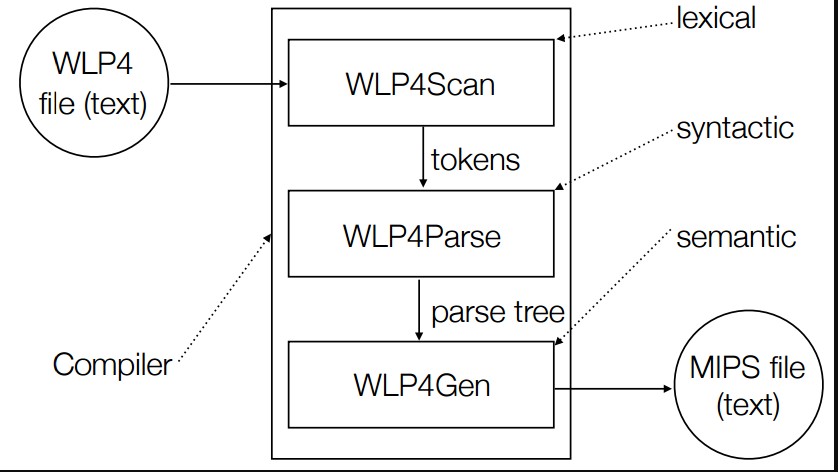 lexical
WLP4
file (text)
WLP4Scan
syntactic
tokens
WLP4Parse
semantic
parse tree
Compiler
WLP4Gen
MIPS file
(text)